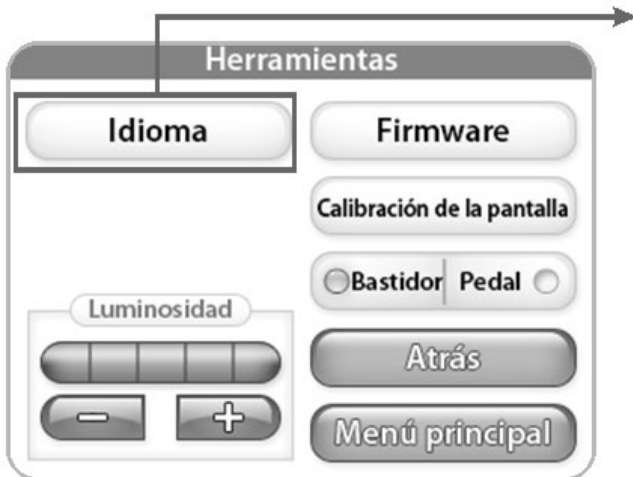 Herramientas
Idioma
Firmware
Calibración de la pantalla
Bastidor Pedal
Luminosidad
Atrás
Menú principal